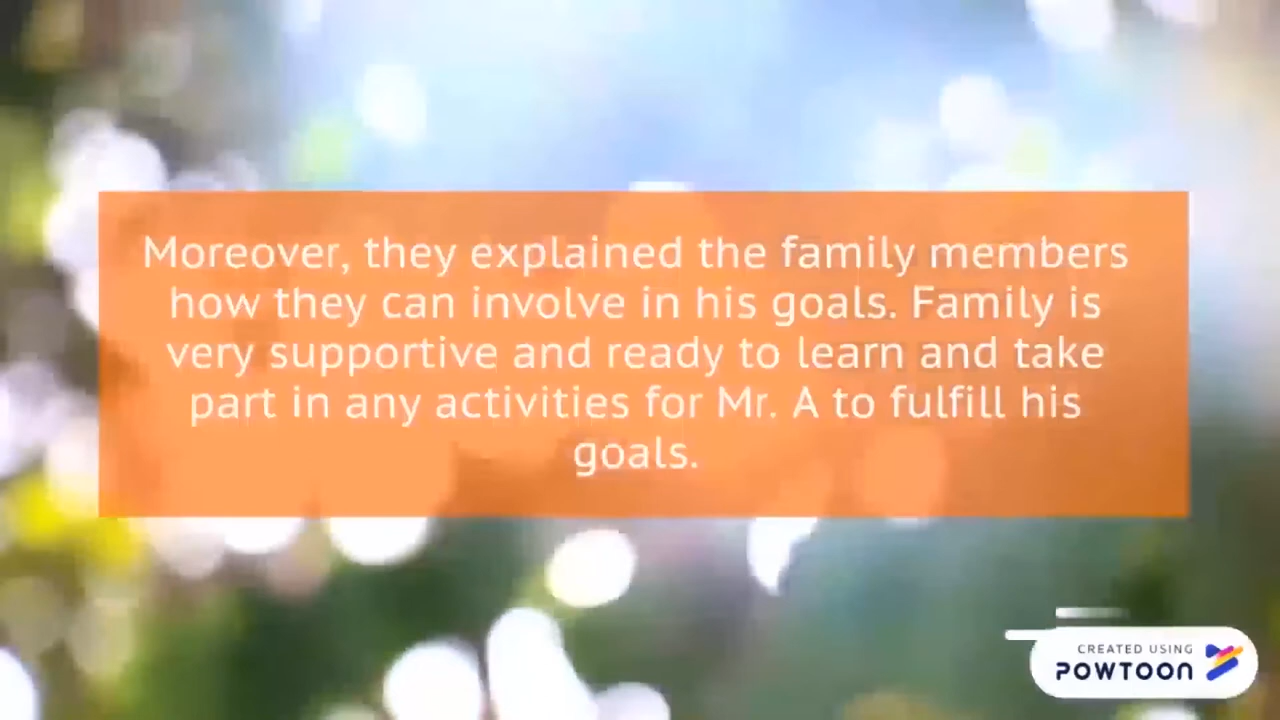 Moreover, they explained the family members
how they can involve in his goals. Family is
very supportive and ready to learn and take
part in any activities for Mr. A to fulfill his
goals.
CREATED USING
POWTOON